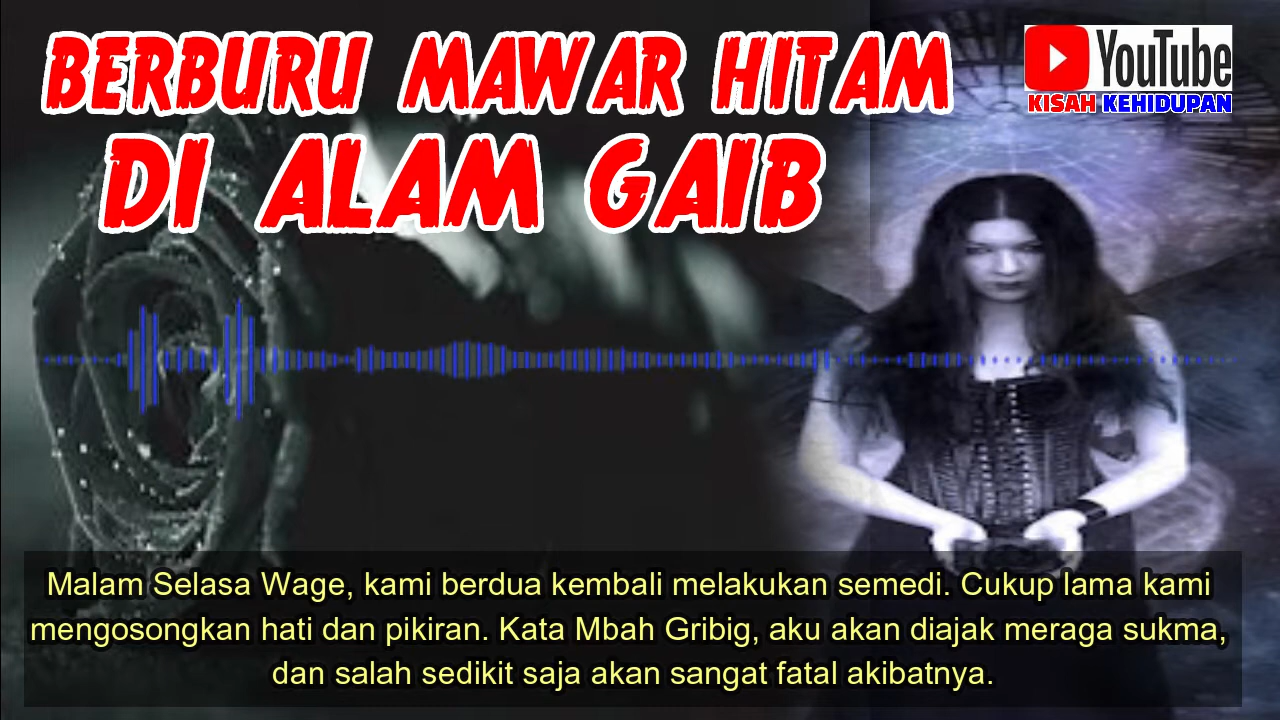 BERBURU MAWAR HITAM
DI ALAM GAIB
YouTube
KISAH KEHIDUPAN
Malam Selasa Wage, kami berdua kembali melakukan semedi. Cukup lama kami
mengosongkan hati dan pikiran. Kata Mbah Gribig, aku akan diajak meraga sukma,
dan salah sedikit saja akan sangat fatal akibatnya.